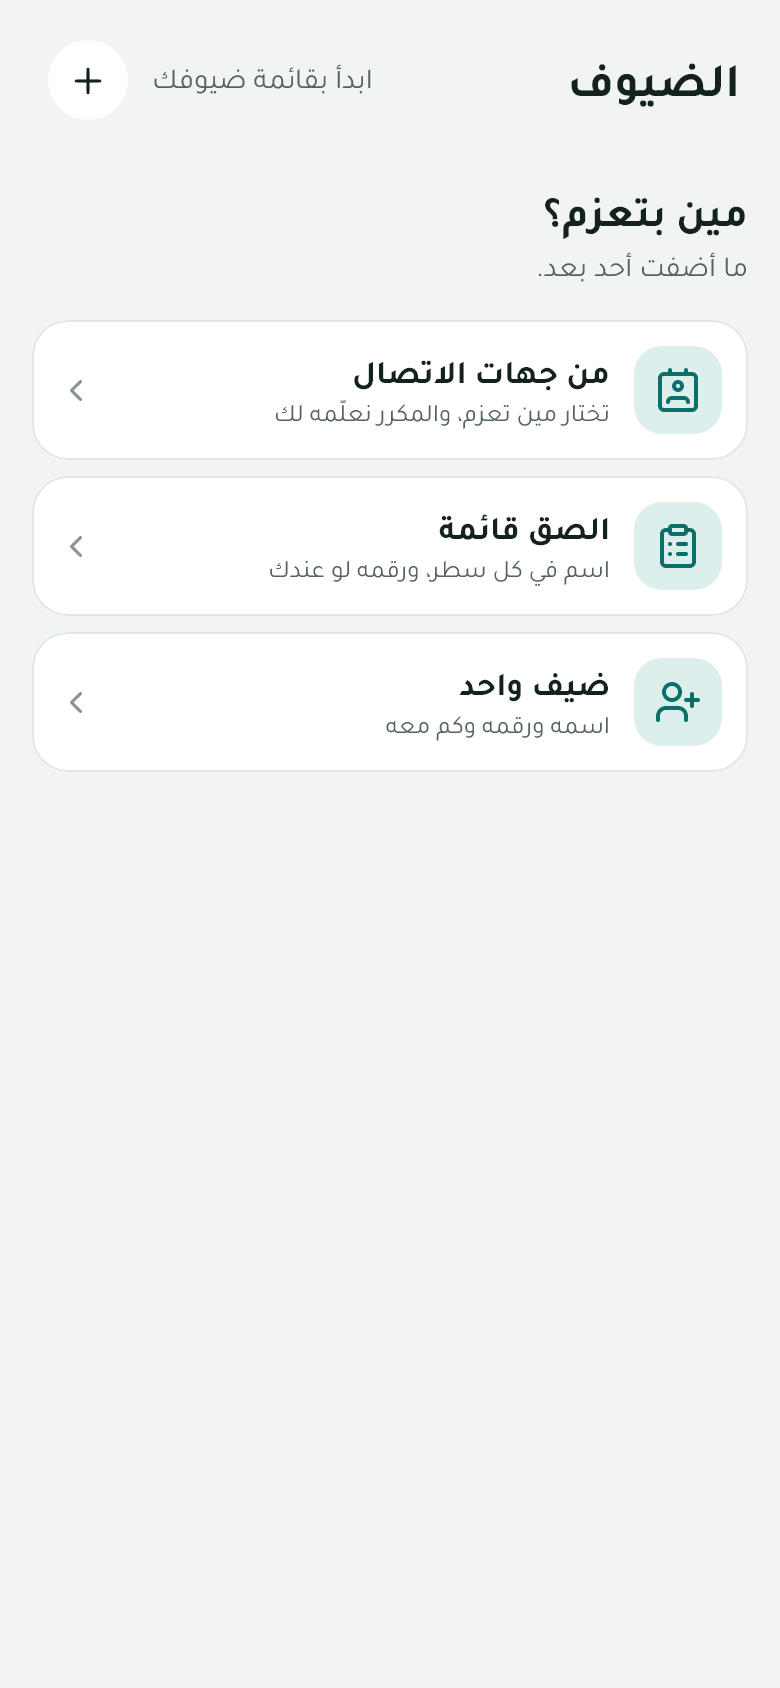 الضيوف
ابدأ بقائمة ضيوفك
مين بتعزم؟
ما أضفت أحد بعد.
من جهات الاتصال
تختار مين تعزم، والمكرر نعلّمه لك
الصق قائمة
اسم في كل سطر، ورقمه لو عندك
ضيف واحد
اسمه ورقمه وكم معه